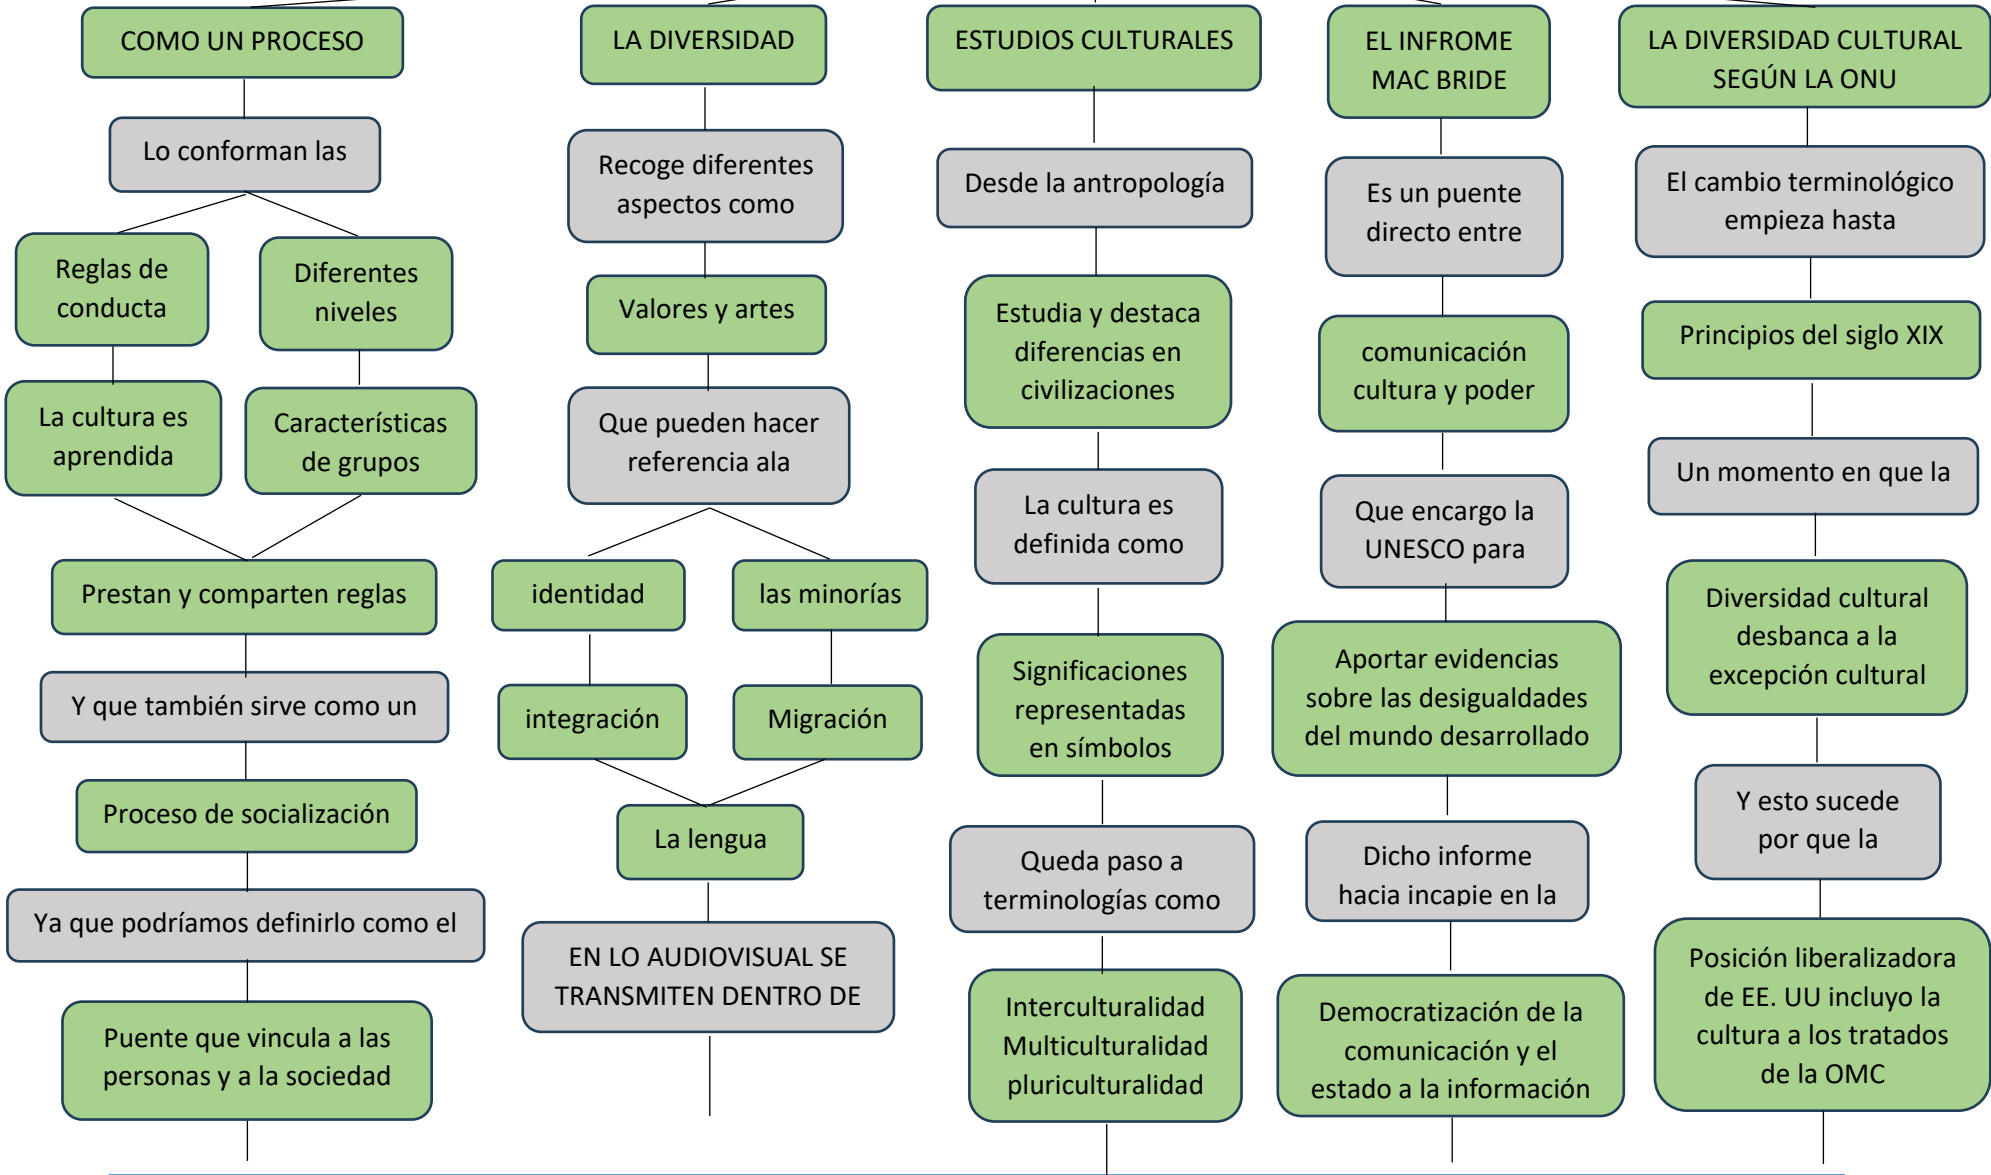 COMO UN PROCESO
Lo conforman las
Reglas de
conducta
Diferentes
niveles
La cultura es
aprendida
Características
de grupos
Prestan y comparten reglas
Y que también sirve como un
Proceso de socialización
Ya que podríamos definirlo como el
Puente que vincula a las
personas y a la sociedad
LA DIVERSIDAD
Recoge diferentes
aspectos como
Valores y artes
Que pueden hacer
referencia ala
identidad
las minorías
integración
Migración
La lengua
EN LO AUDIOVISUAL SE
TRANSMITEN DENTRO DE
ESTUDIOS CULTURALES
Desde la antropología
Estudia y destaca
diferencias en
civilizaciones
La cultura es
definida como
Significaciones
representadas
en símbolos
Queda paso a
terminologías como
Interculturalidad
Multiculturalidad
pluriculturalidad
EL INFROME
MAC BRIDE
Es un puente
directo entre
comunicación
cultura y poder
Que encargo la
UNESCO para
Aportar evidencias
sobre las desigualdades
del mundo desarrollado
Dicho informe
hacia incapie en la
Democratización de la
comunicación y el
estado a la información
LA DIVERSIDAD CULTURAL
SEGÚN LA ONU
El cambio terminológico
empieza hasta
Principios del siglo XIX
Un momento en que la
Diversidad cultural
desbanca a la
excepción cultural
Y esto sucede
por que la
Posición liberalizadora
de EE. UU incluyo la
cultura a los tratados
de la OMC